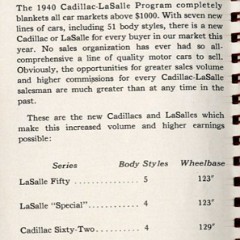 The 1940 Cadillac-LaSalle Program completely
blankets all car markets above $1000. With seven new
lines of cars, including 51 body styles, there is a new
Cadillac or LaSalle for every buyer in our market this
year. No sales organization has ever had so all-
comprehensive a line of quality motor cars to sell.
Obviously, the opportunities for greater sales volume
and higher commissions for every Cadillac-LaSalle
salesman are much greater than at any time in the
past.
These are the new Cadillacs and LaSalles which
make this increased volume and higher earnings
possible:
Series Body Styles Wheelbase
LaSalle Fifty . . . . . . . . . 5 123"
LaSalle "Special" . . . . . . . . 4 123"
Cadillac Sixty-Two . . . . . . . 4 129"